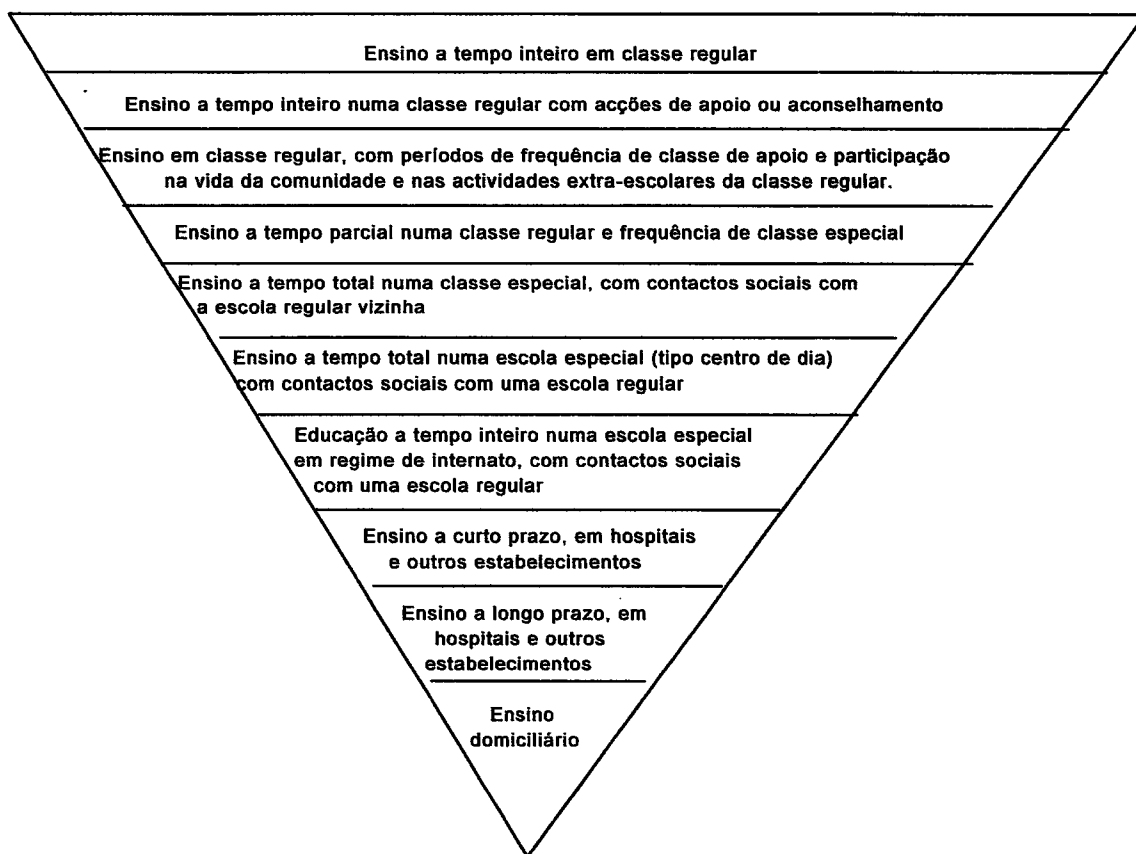 Ensino a tempo inteiro em classe regular
Ensino a tempo inteiro numa classe regular com acções de apoio ou aconselhamento
Ensino em classe regular, com períodos de frequência de classe de apoio e participação
na vida da comunidade e nas actividades extra-escolares da classe regular.
Ensino a tempo parcial numa classe regular e frequência de classe especial
Ensino a tempo total numa classe especial, com contactos sociais com
a escola regular vizinha
Ensino a tempo total numa escola especial (tipo centro de dia)
com contactos sociais com uma escola regular
Educação a tempo inteiro numa escola especial
em regime de internato, com contactos sociais
com uma escola regular
Ensino a curto prazo, em hospitais
e outros estabelecimentos
Ensino a longo prazo, em
hospitais e outros
estabelecimentos
Ensino
domiciliário